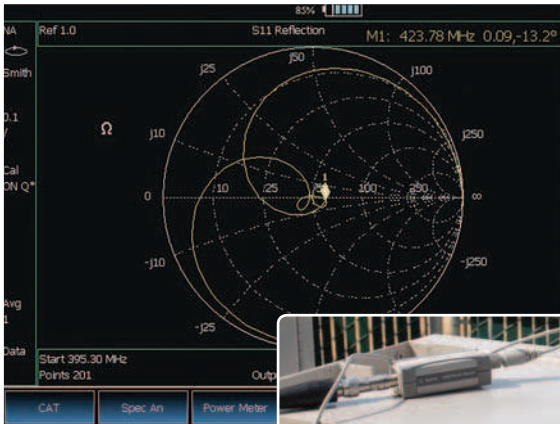 85%
NA
Ref 1.0
S11 Reflection
M1: 423.78 MHz 0.09,-13.2º
Smith
0.1
/
Cal
ON Q*
Avg
1
Data
Ω
j50
j25
j100
j10
j250
0
10
25
50
100
250
∞
-j10
-j250
-j25
1
Start 395.30 MHz
Points 201
CAT
Spec An
Power Meter